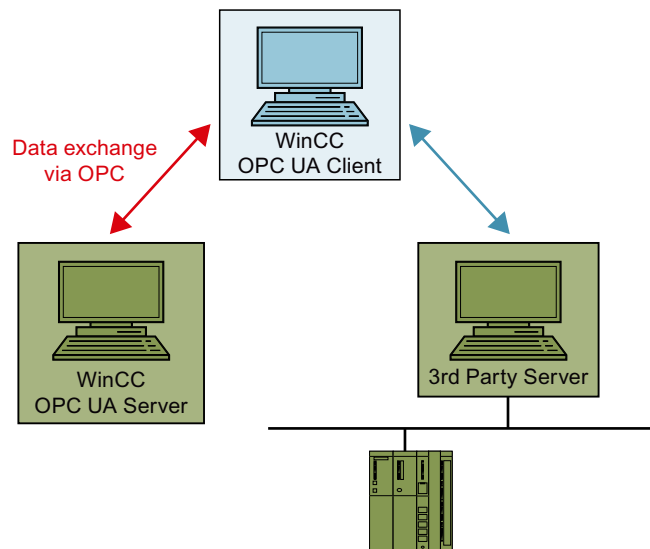 WinCC
OPC UA Client
Data exchange
via OPC
WinCC
OPC UA Server
3rd Party Server